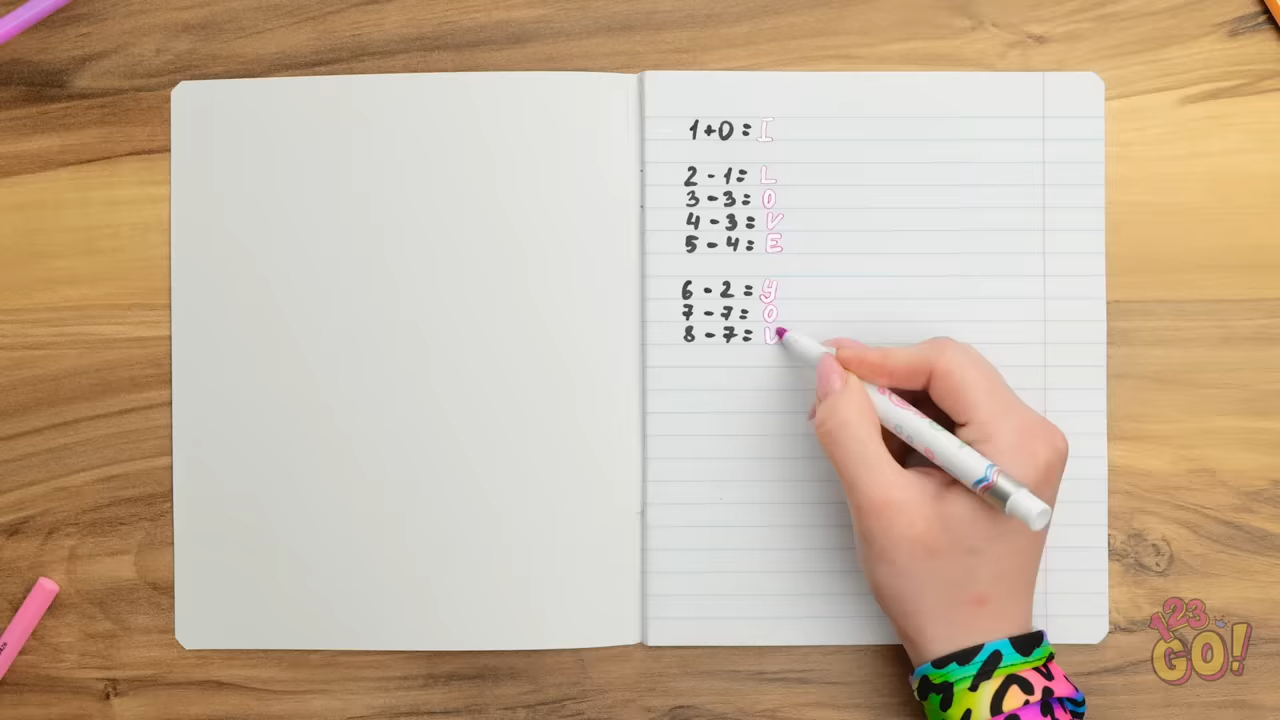 1+0=I
2-1=L
3-3=O
4-3=V
5-4=E
6-2=Y
7-7=O
8-7=U
123
GO!